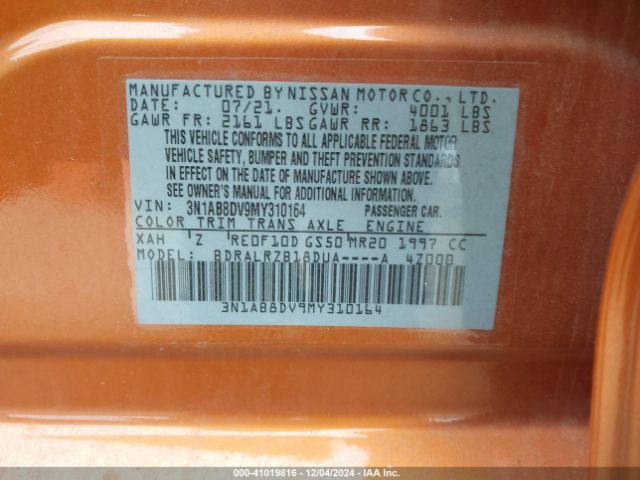 MANUFACTURED BY NISSAN MOTOR CO., LTD.
DATE: 07/21. GVWR: 4001 LBS
GAWR FR: 2161 LBS GAWR RR: 1863 LBS
THIS VEHICLE CONFORMS TO ALL APPLICABLE FEDERAL MOTOR
VEHICLE SAFETY, BUMPER AND THEFT PREVENTION STANDARDS
IN EFFECT ON THE DATE OF MANUFACTURE SHOWN ABOVE.
SEE OWNER'S MANUAL FOR ADDITIONAL INFORMATION.
VIN: 3N1AB8DV9MY310164 PASSENGER CAR.
COLOR TRIM TRANS AXLE ENGINE
XAH Z RE0F10D GS50 MR20 1997 CC
MODEL: BDRALRZB18DUA----A 4Z000
3N1AB8DV9MY310164
000-41019816 - 12/04/2024 - IAA Inc.